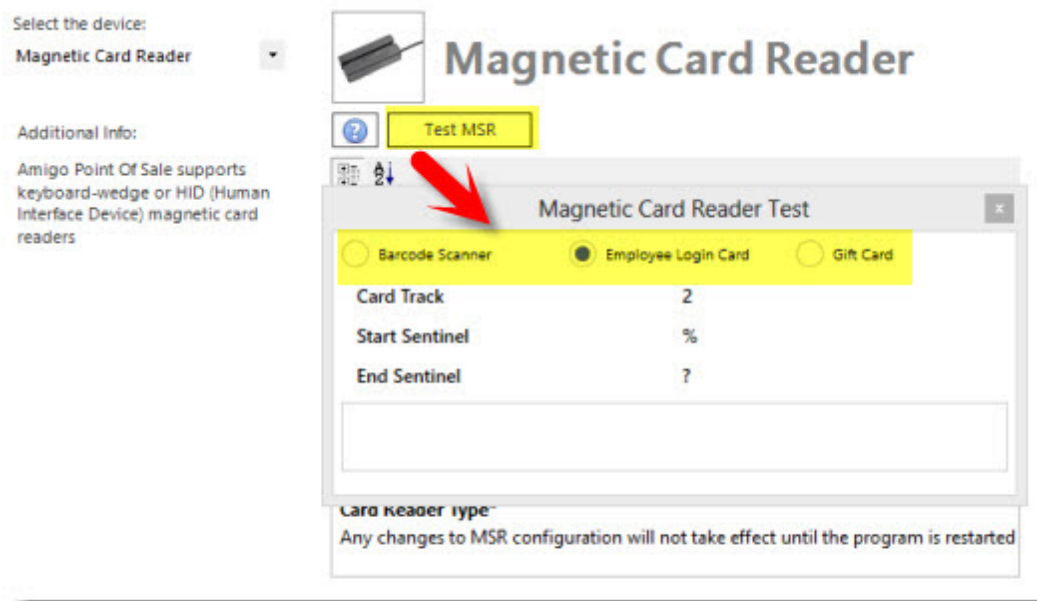 Select the device:
Magnetic Card Reader
Additional Info:
Amigo Point Of Sale supports
keyboard-wedge or HID (Human
Interface Device) magnetic card
readers
Magnetic Card Reader
? Test MSR
A
Z
Magnetic Card Reader Test x
Barcode Scanner Employee Login Card Gift Card
Card Track 2
Start Sentinel %
End Sentinel ?
Card Reader Type*
Any changes to MSR configuration will not take effect until the program is restarted